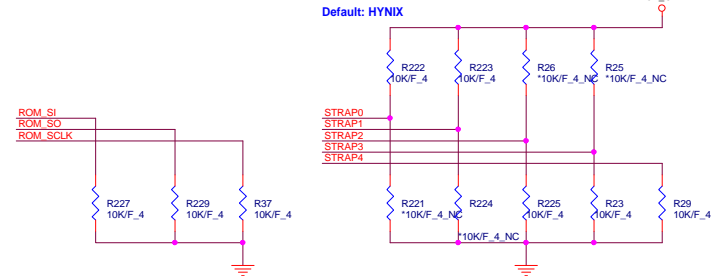 Default: HYNIX
R222
10K/F_4
R223
10K/F_4
R26
*10K/F_4_NC
R25
*10K/F_4_NC
ROM_SI
ROM_SO
ROM_SCLK
STRAP0
STRAP1
STRAP2
STRAP3
STRAP4
R227
10K/F_4
R229
10K/F_4
R37
10K/F_4
R221
*10K/F_4_NC
R224
*10K/F_4_NC
R225
10K/F_4
R23
10K/F_4
R29
10K/F_4